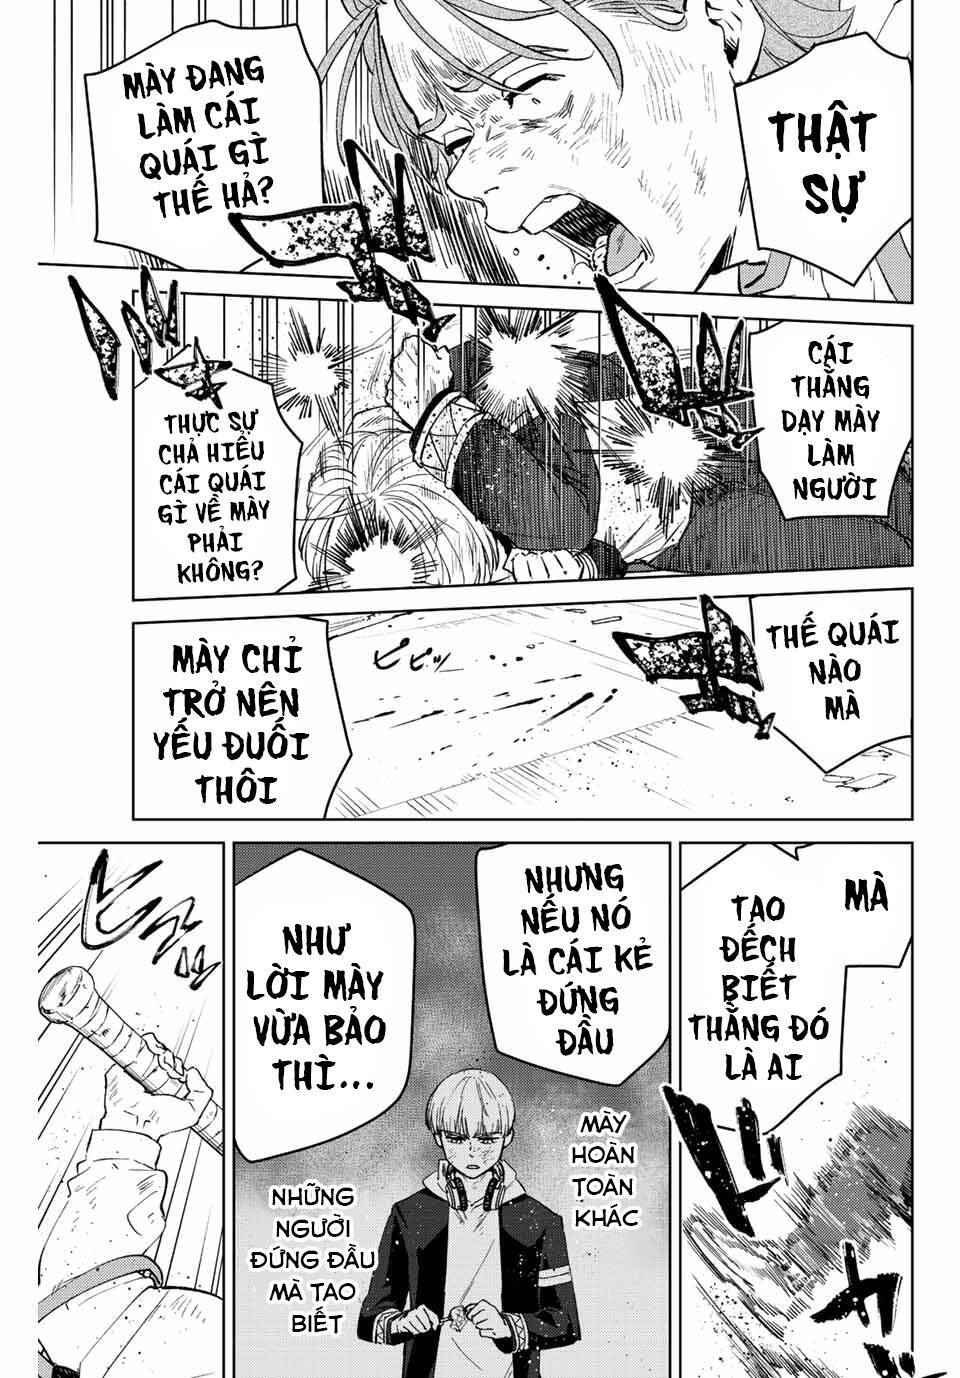 THẬT
SỰ
MÀY ĐANG
LÀM CÁI
QUÁI GÌ
THẾ HẢ?
CÁI
THẰNG
DẠY MÀY
LÀM
NGƯỜI
THỰC SỰ
CHẢ HIỂU
CÁI QUÁI
GÌ VỀ MÀY
PHẢI
KHÔNG?
THẾ QUÁI
NÀO
MÀ
ピピッ
MÀY CHỈ
TRỞ NÊN
YẾU ĐUỐI
THÔI
MÀ
TAO
ĐẾCH
BIẾT
THẰNG ĐÓ
LÀ AI
NHƯNG
NẾU NÓ
LÀ CÁI KẺ
ĐỨNG
ĐẦU
NHƯ
LỜI MÀY
VỪA BẢO
THÌ...
MÀY
HOÀN
TOÀN
KHÁC
NHỮNG
NGƯỜI
ĐỨNG ĐẦU
MÀ TAO
BIẾT